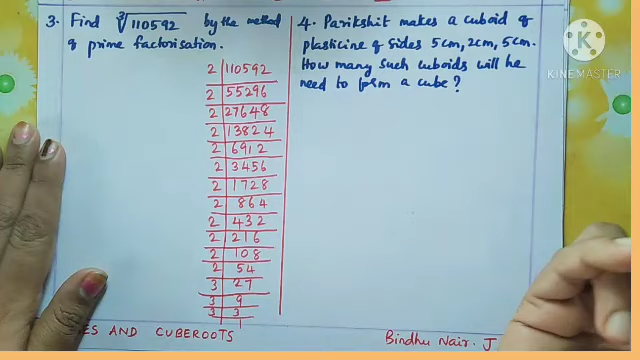 3. Find ∛110592 by the method
of prime factorisation.
2 110592
2 55296
2 27648
2 13824
2 6912
2 3456
2 1728
2 864
2 432
2 216
2 108
2 54
3 27
3 9
3 3
1
4. Parikshit makes a cuboid of
plasticine of sides 5cm, 2cm, 5cm.
How many such cuboids will he
need to form a cube?
KINEMASTER
ES AND CUBEROOTS
Bindhu Nair. J